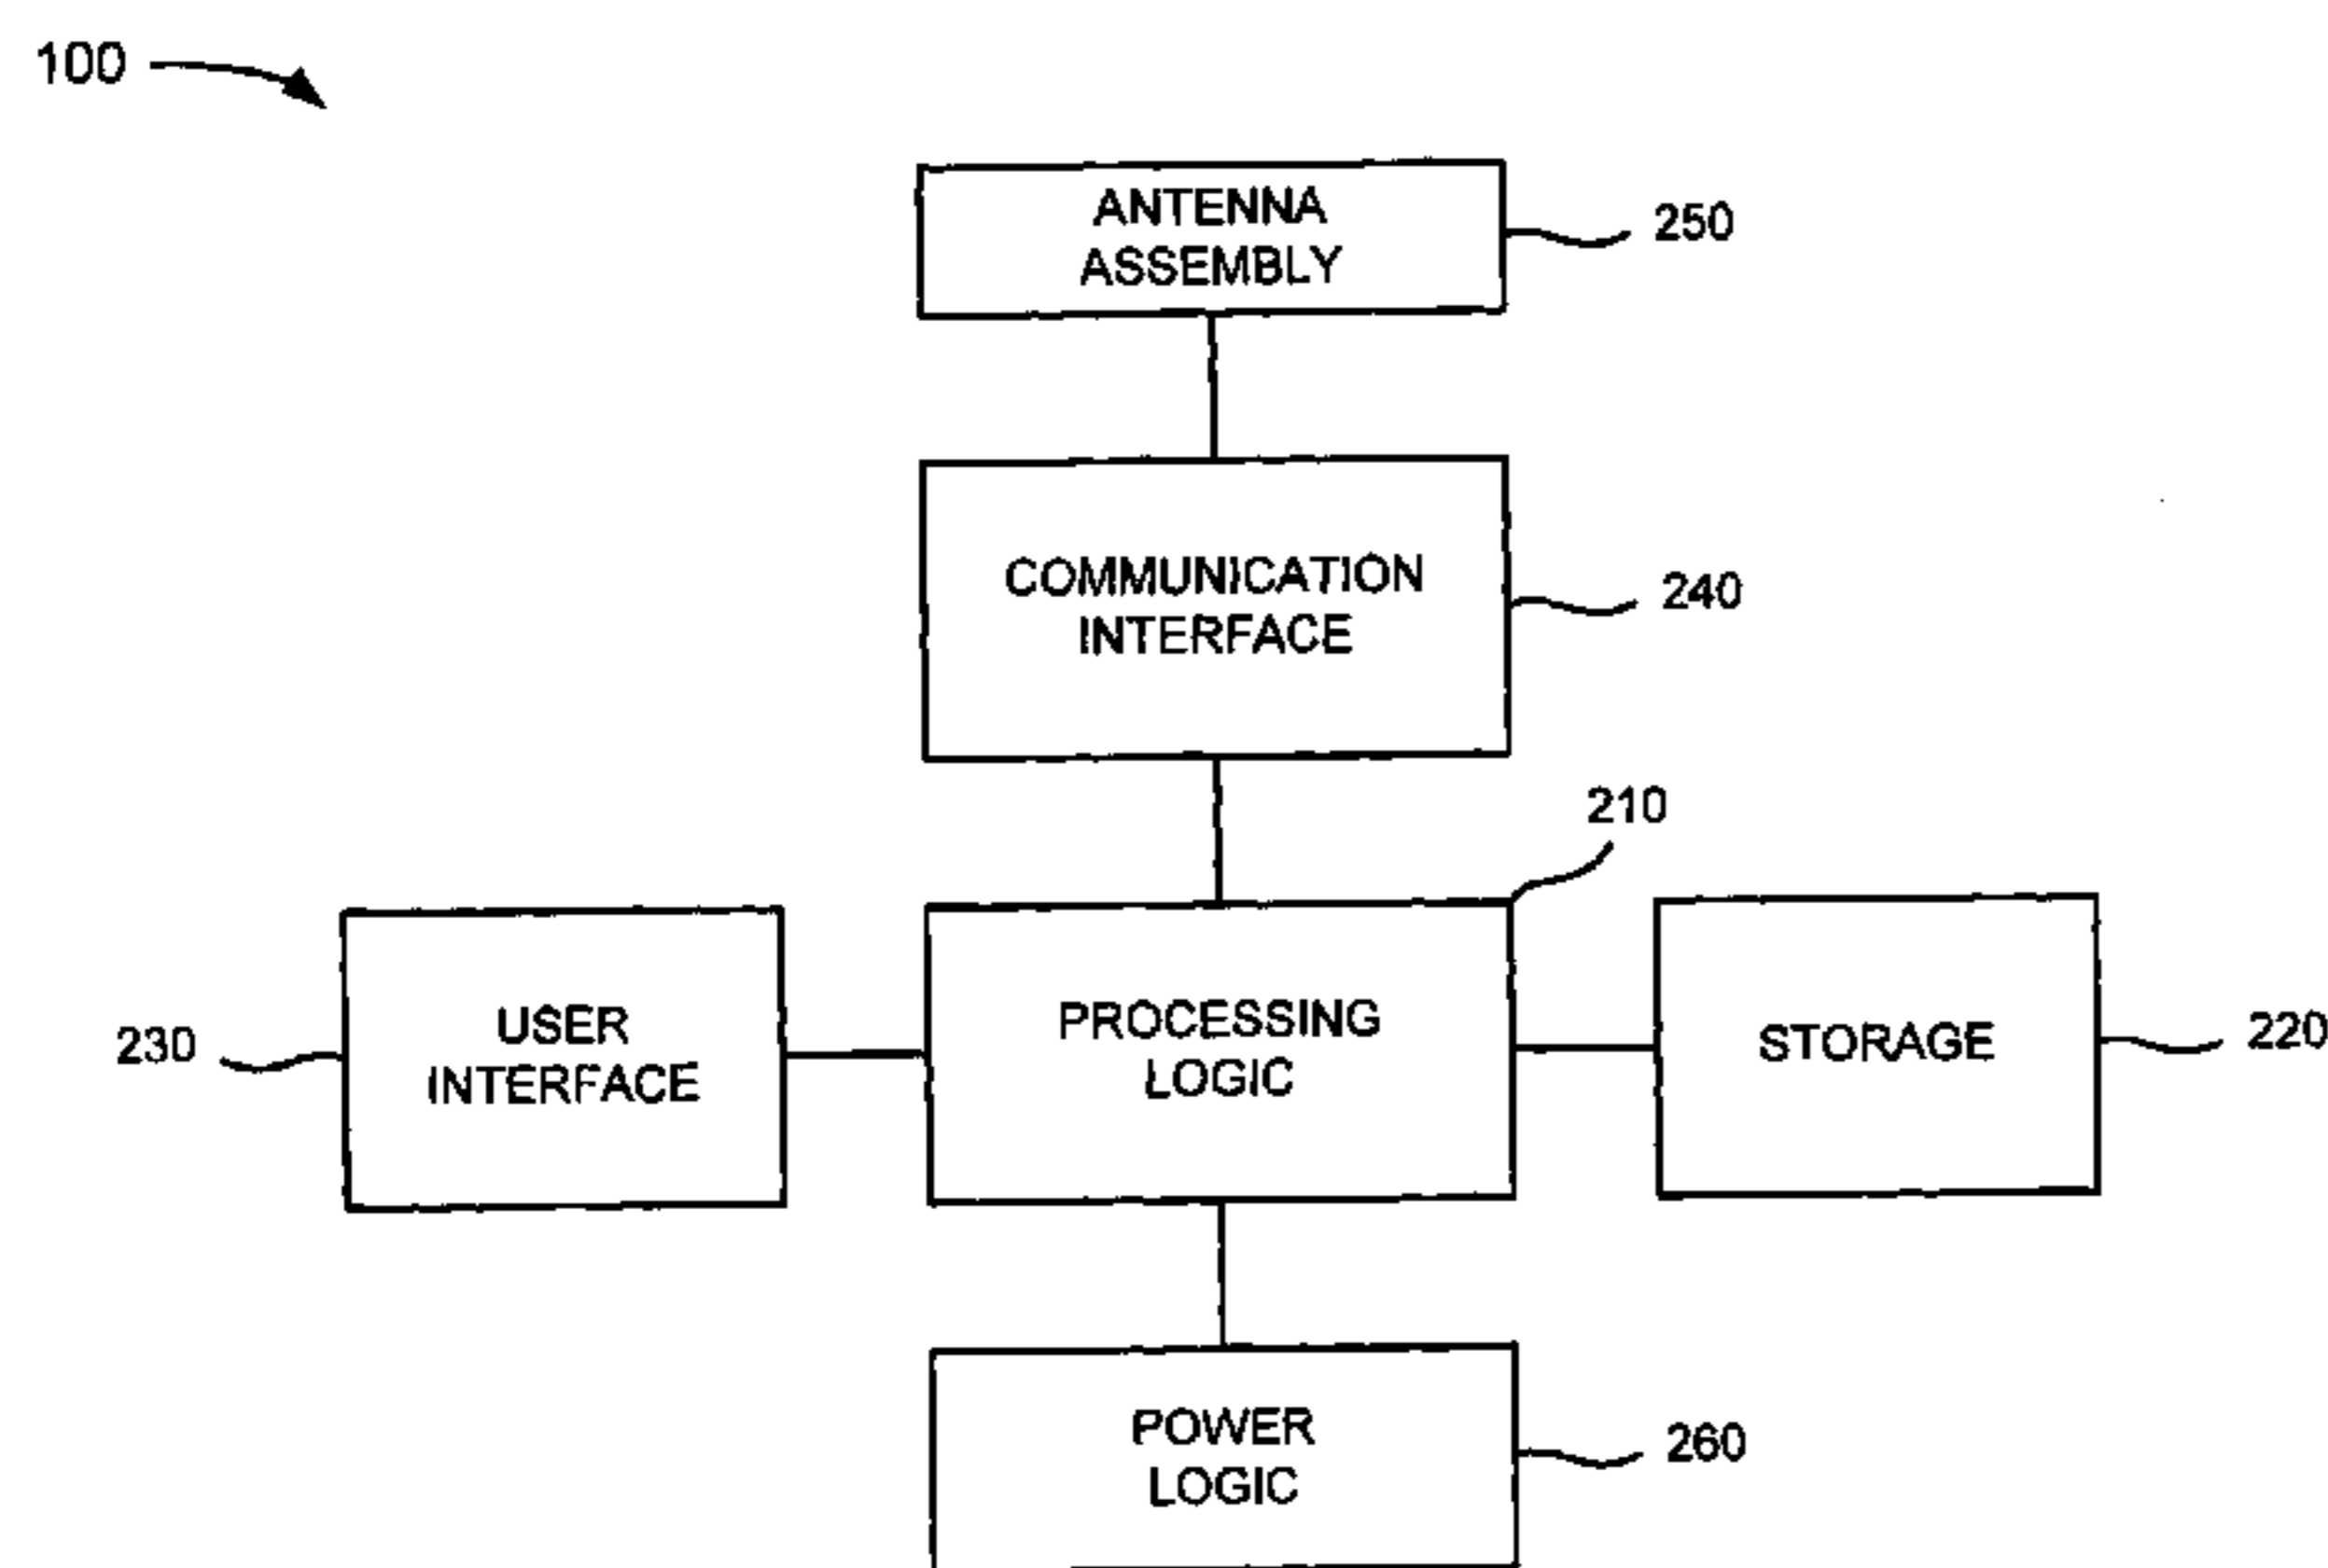 100
ANTENNA
ASSEMBLY
250
COMMUNICATION
INTERFACE
240
210
230
USER
INTERFACE
PROCESSING
LOGIC
STORAGE
220
POWER
LOGIC
260